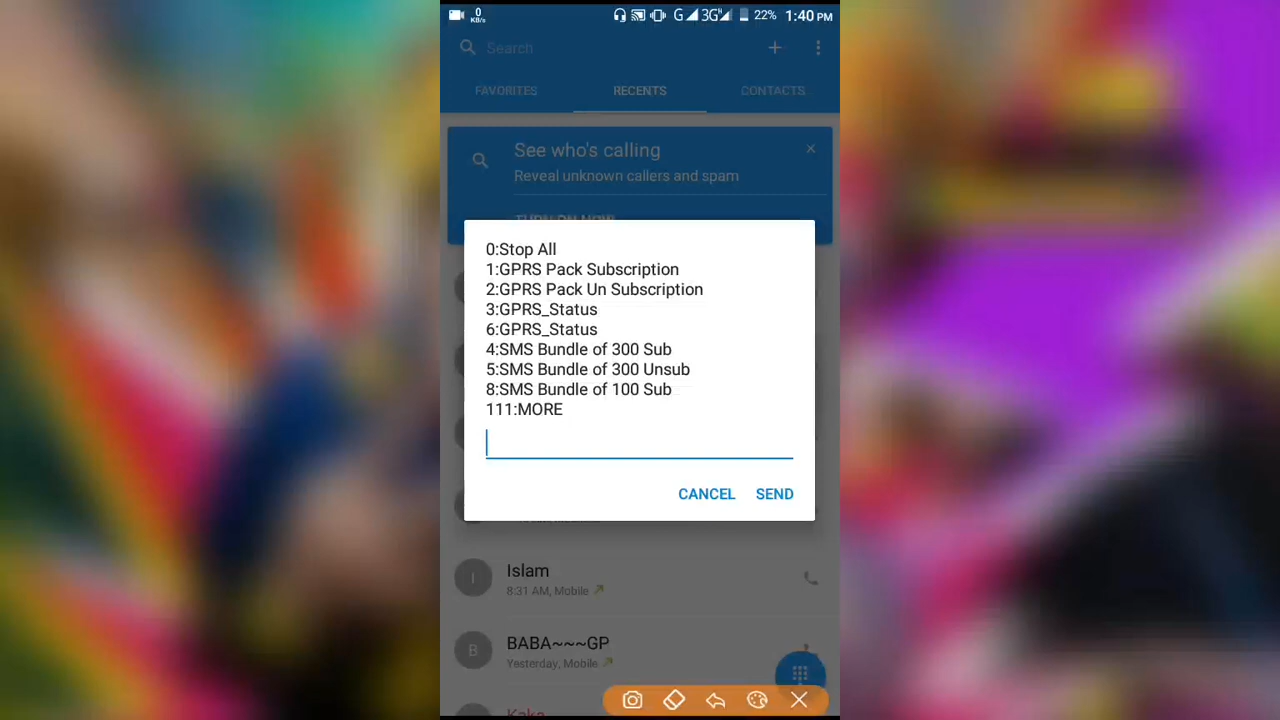 0
KB/s
G 3G H 22% 1:40 PM
Search
FAVORITES RECENTS CONTACTS
See who's calling
Reveal unknown callers and spam
TURN ON NOW
0:Stop All
1:GPRS Pack Subscription
2:GPRS Pack Un Subscription
3:GPRS_Status
6:GPRS_Status
4:SMS Bundle of 300 Sub
5:SMS Bundle of 300 Unsub
8:SMS Bundle of 100 Sub
111:MORE
CANCEL SEND
I
Islam
8:31 AM, Mobile
B
BABA~~~GP
Yesterday, Mobile
Kaka